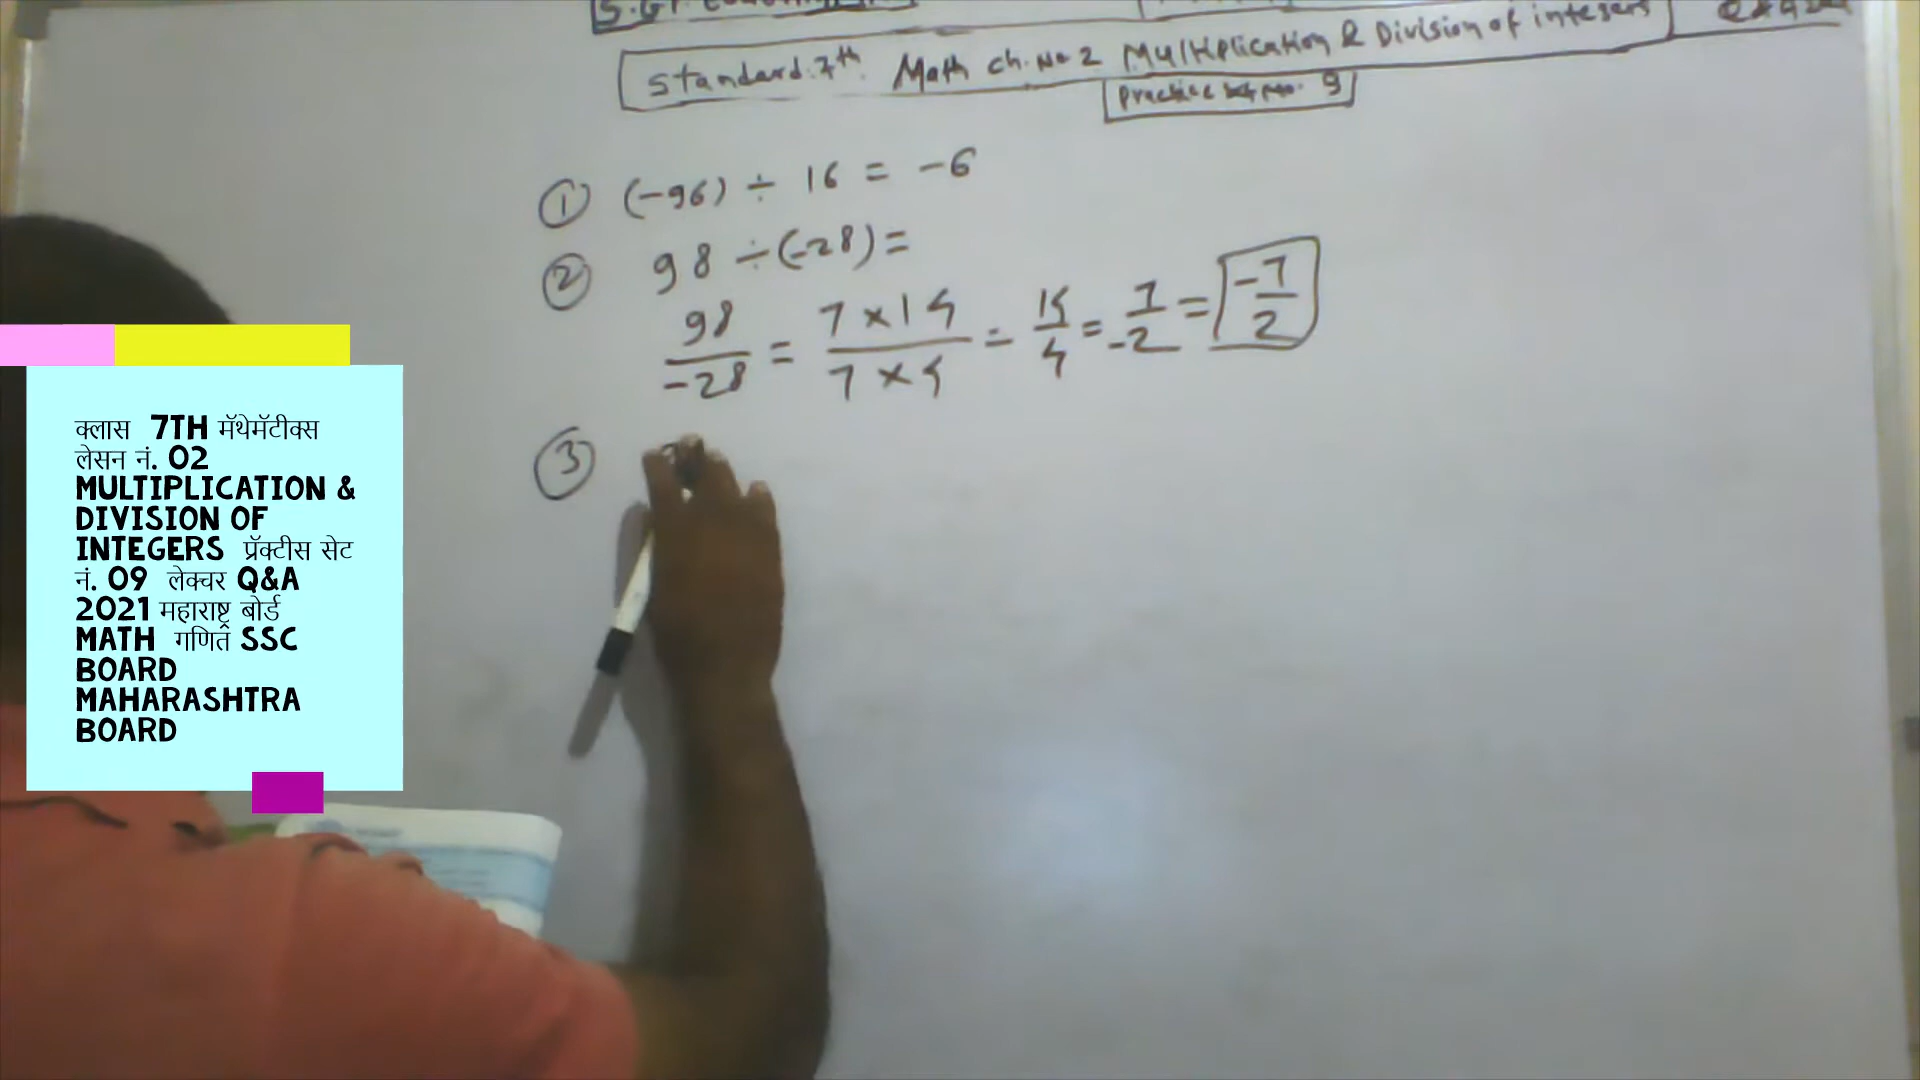 Standard: 7th Math ch. No 2 Multiplication & Division of integers
Practice No. 9
① (-96) ÷ 16 = -6
② 98 ÷ (-28) =
98/-28 = 7 × 14/7 × 4 = 14/4 = 7/-2 = -7/2
③
क्लास 7TH मॅथेमॅटीक्स
लेसन नं. 02
MULTIPLICATION &
DIVISION OF
INTEGERS प्रॅक्टीस सेट
नं. 09 लेक्चर Q&A
2021 महाराष्ट्र बोर्ड
MATH गणित SSC
BOARD
MAHARASHTRA
BOARD